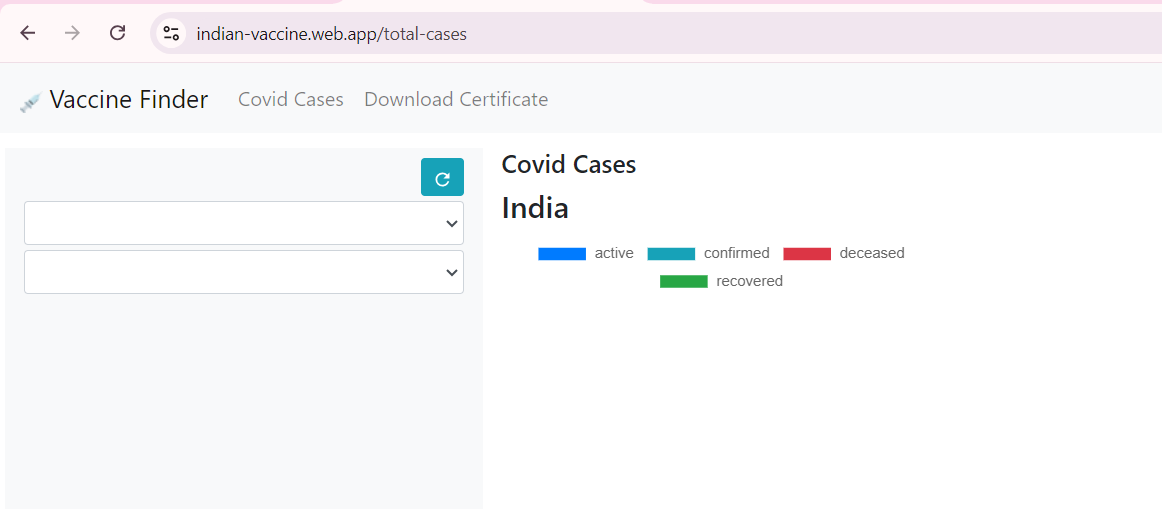 indian-vaccine.web.app/total-cases
Vaccine Finder Covid Cases Download Certificate
Covid Cases
India
active confirmed deceased
recovered